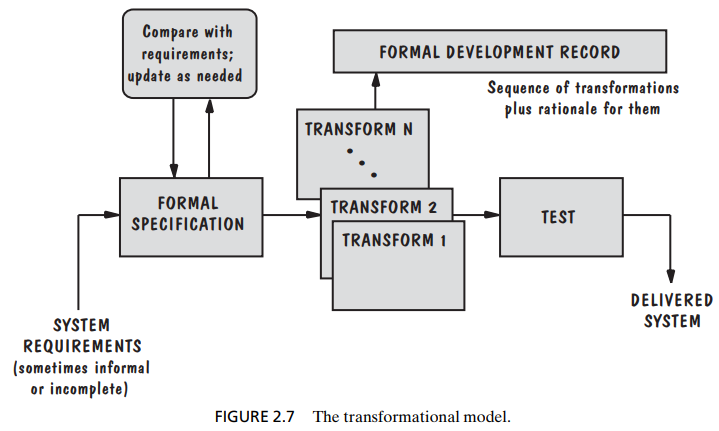 Compare with
requirements;
update as needed
FORMAL DEVELOPMENT RECORD
Sequence of transformations
plus rationale for them
TRANSFORM N
FORMAL
SPECIFICATION
TRANSFORM 2
TRANSFORM 1
TEST
SYSTEM
REQUIREMENTS
(sometimes informal
or incomplete)
DELIVERED
SYSTEM
FIGURE 2.7 The transformational model.